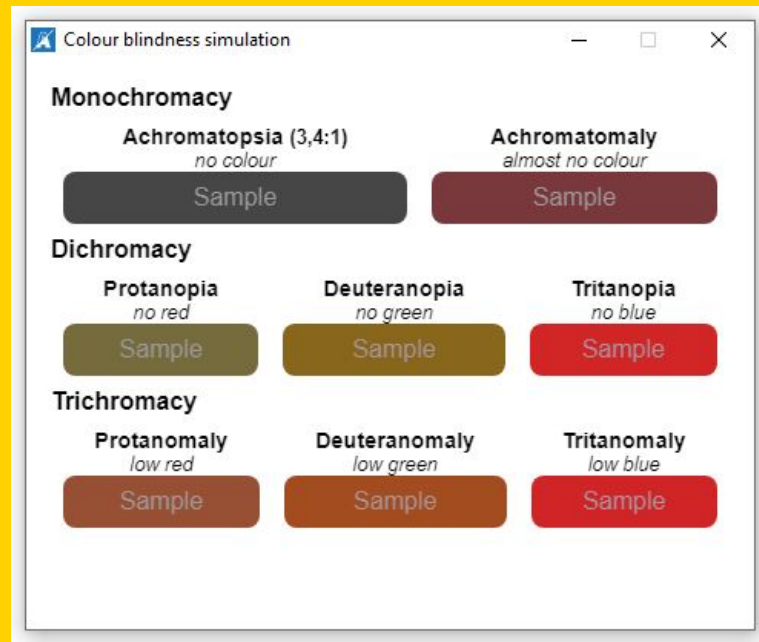 Colour blindness simulation
Monochromacy
Achromatopsia (3,4:1) Achromatomaly
no colour almost no colour
Sample Sample
Dichromacy
Protanopia Deuteranopia Tritanopia
no red no green no blue
Sample Sample Sample
Trichromacy
Protanomaly Deuteranomaly Tritanomaly
low red low green low blue
Sample Sample Sample